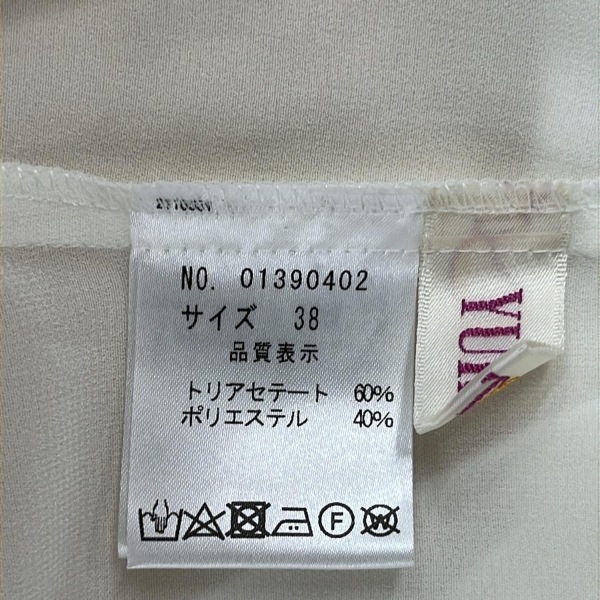 NO. 01390402
サイズ 38
品質表示
トリアセテート 60%
ポリエステル 40%
F
W
YU